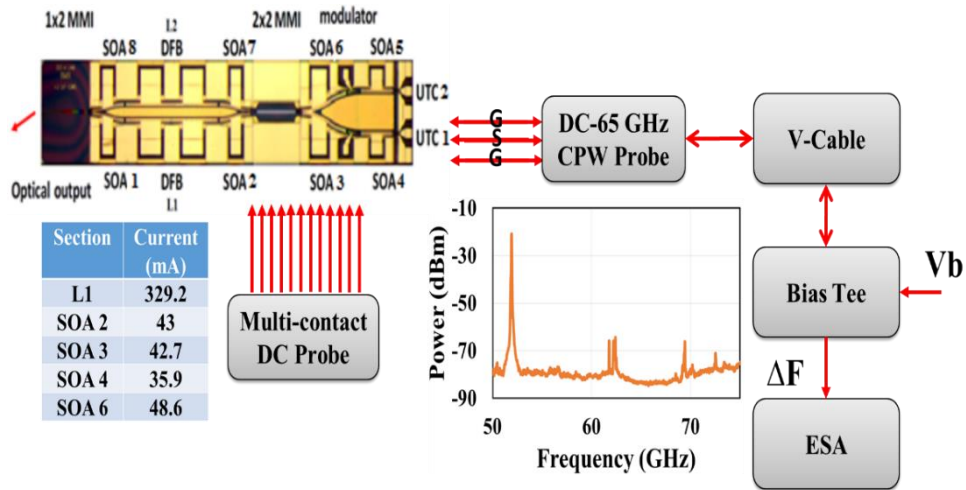 1x2 MMI
L2
2x2 MMI
modulator
SOA 8
DFB
SOA 7
SOA 6
SOA 5
UTC 2
UTC 1
Optical output
SOA 1
DFB
SOA 2
SOA 3
SOA 4
L1
G
S
G
DC-65 GHz
CPW Probe
V-Cable
Section
Current
(mA)
L1
329.2
SOA 2
43
SOA 3
42.7
SOA 4
35.9
SOA 6
48.6
Multi-contact
DC Probe
Power (dBm)
-10
-30
-50
-70
-90
50
60
70
Frequency (GHz)
Bias Tee
Vb
ΔF
ESA